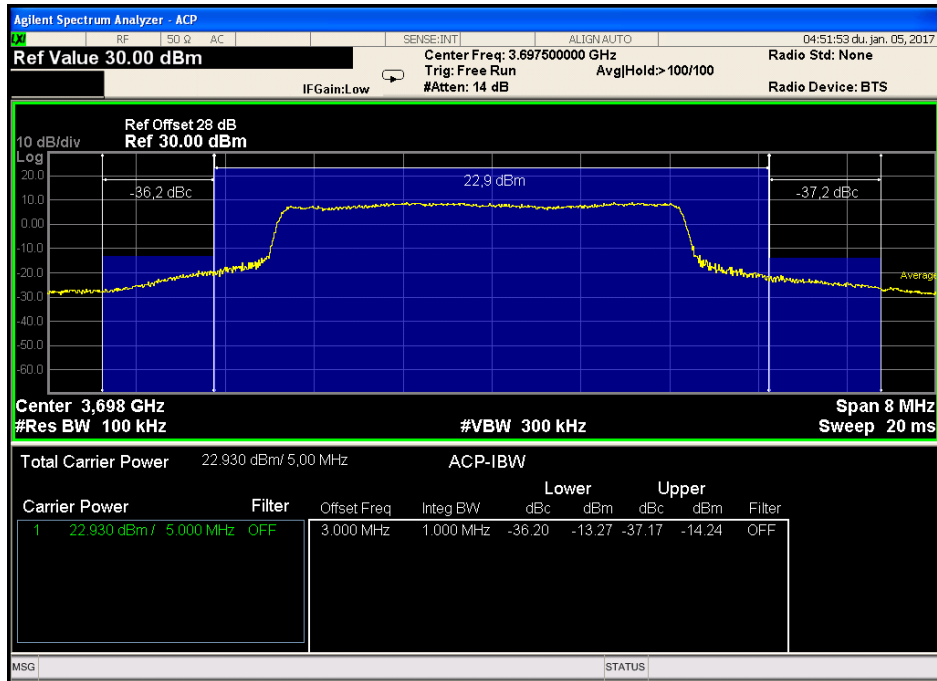 Agilent Spectrum Analyzer - ACP
LXI RF 50 Ω AC SENSE:INT ALIGNAUTO 04:51:53 du. jan. 05, 2017
Ref Value 30.00 dBm Center Freq: 3.697500000 GHz Radio Std: None
Trig: Free Run Avg|Hold:>100/100
IFGain:Low #Atten: 14 dB Radio Device: BTS
Ref Offset 28 dB
10 dB/div Ref 30.00 dBm
Log
20.0
-36,2 dBc 22,9 dBm -37,2 dBc
10.0
0.00
-10.0
-20.0
Average
-30.0
-40.0
-50.0
-60.0
Center 3,698 GHz Span 8 MHz
#Res BW 100 kHz #VBW 300 kHz Sweep 20 ms
Total Carrier Power 22.930 dBm/ 5,00 MHz ACP-IBW
Lower Upper
Carrier Power Filter Offset Freq Integ BW dBc dBm dBc dBm Filter
1 22.930 dBm / 5.000 MHz OFF 3.000 MHz 1.000 MHz -36.20 -13.27 -37.17 -14.24 OFF
MSG STATUS